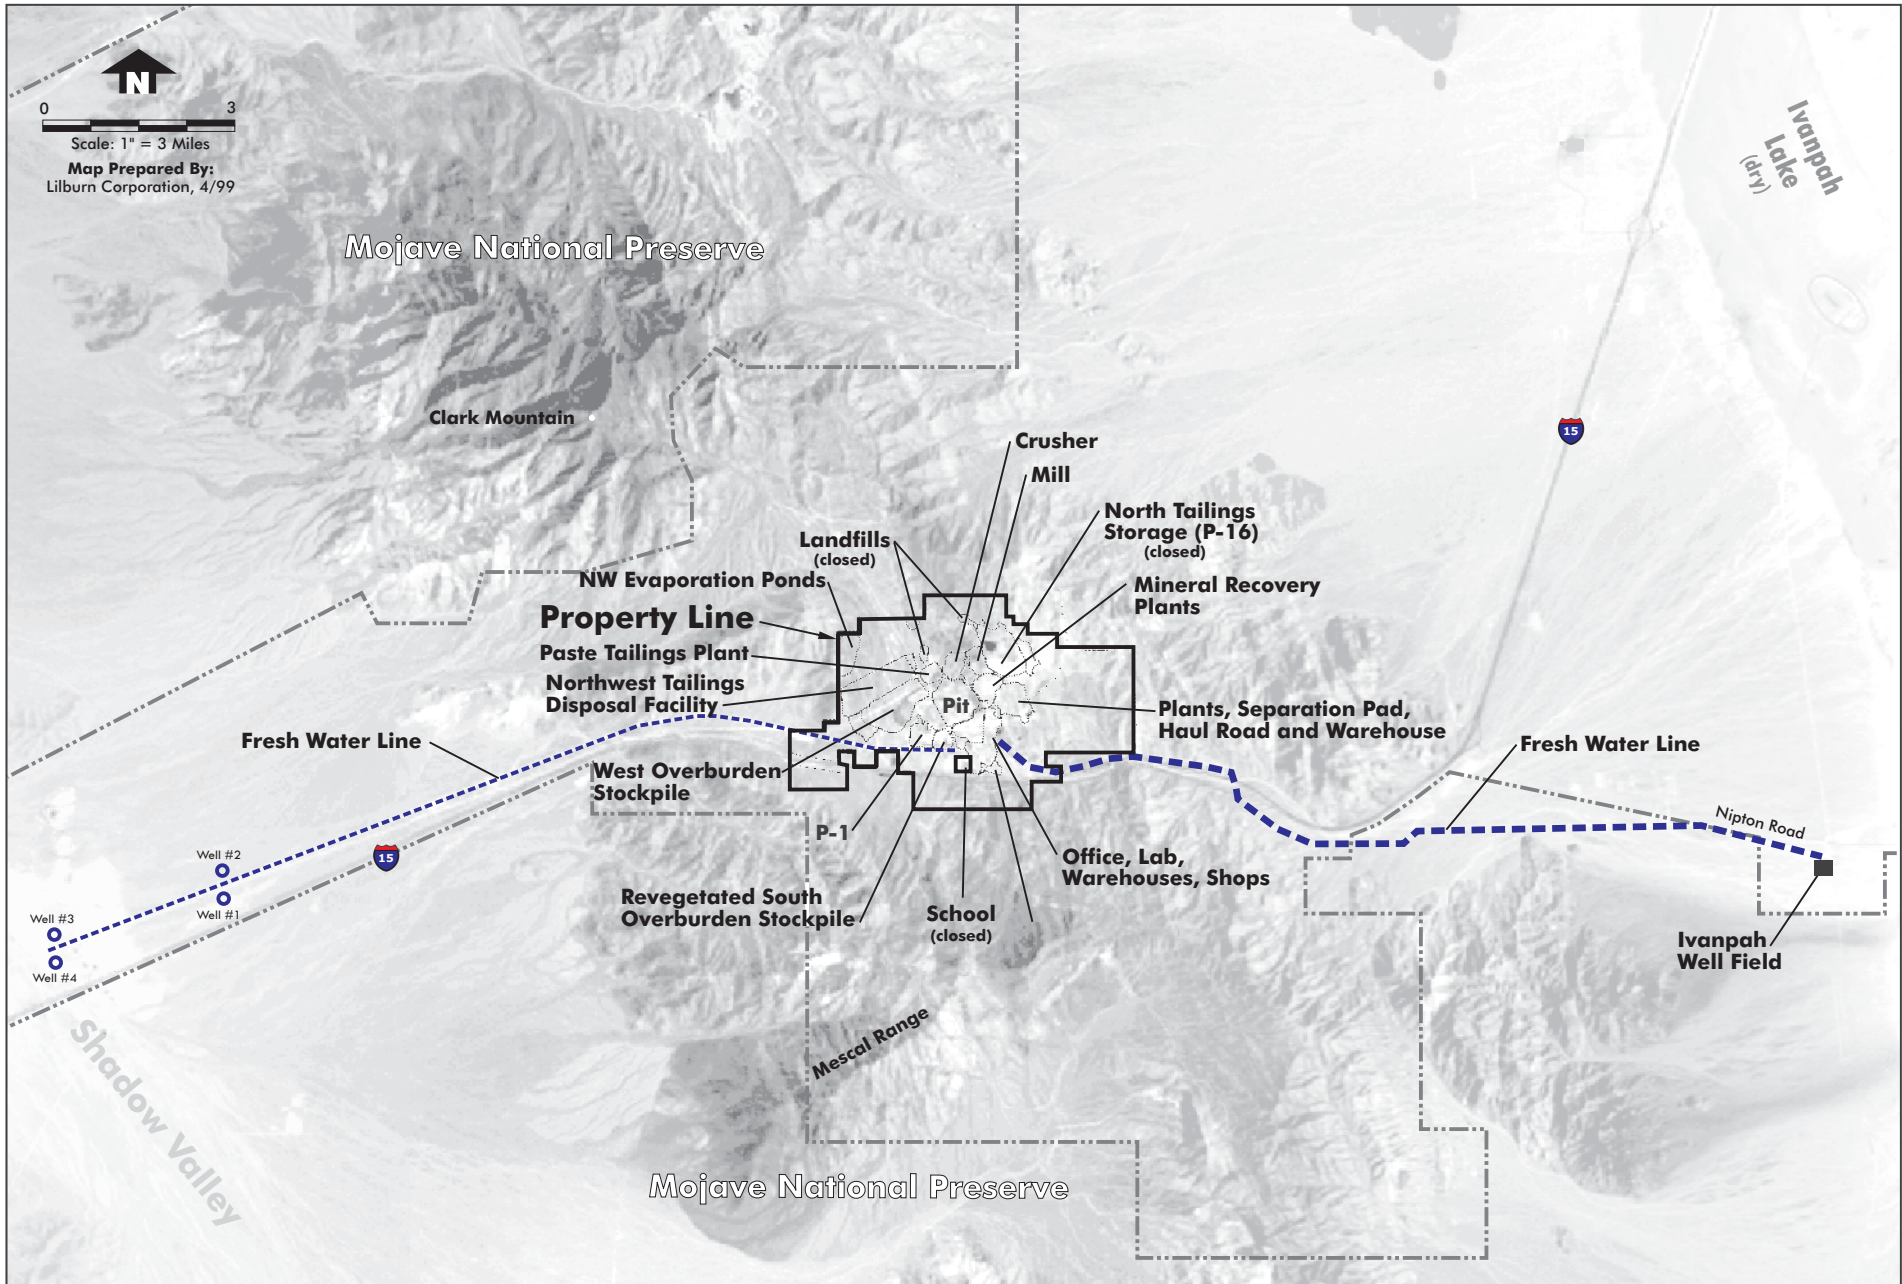 N
0 3
Scale: 1" = 3 Miles
Map Prepared By:
Lilburn Corporation, 4/99
Ivanpah
Lake
(dry)
Mojave National Preserve
Clark Mountain
15
Crusher
Mill
North Tailings
Storage (P-16)
(closed)
Landfills
(closed)
NW Evaporation Ponds
Mineral Recovery
Plants
Property Line
Paste Tailings Plant
Northwest Tailings
Disposal Facility
Pit
Plants, Separation Pad,
Haul Road and Warehouse
Fresh Water Line
Fresh Water Line
West Overburden
Stockpile
P-1
Nipton Road
15
Well #2
Well #1
Well #3
Well #4
Office, Lab,
Warehouses, Shops
Revegetated South
Overburden Stockpile
School
(closed)
Ivanpah
Well Field
Mescal Range
Shadow Valley
Mojave National Preserve